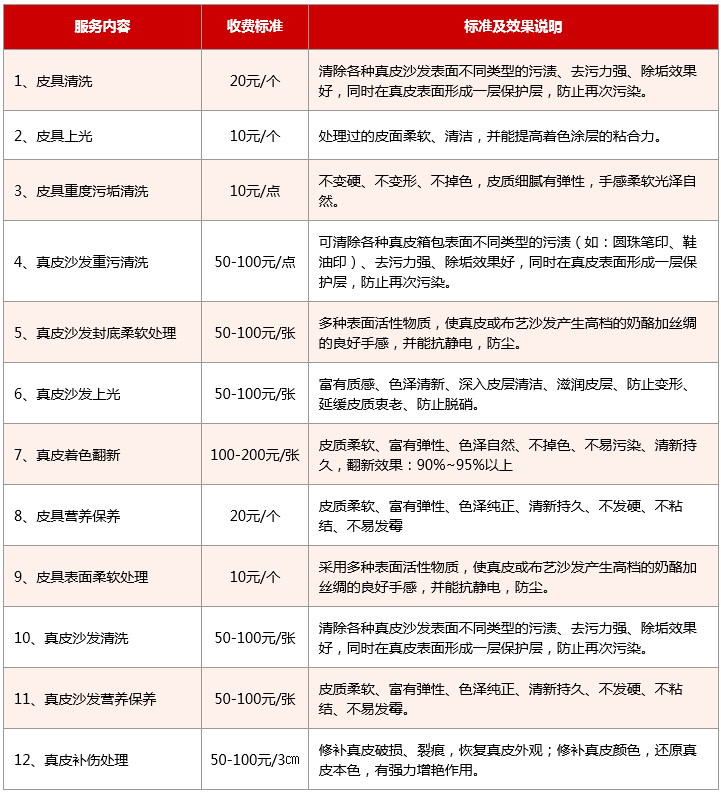 服务内容
收费标准
标准及效果说明
1、皮具清洗
20元/个
清除各种真皮沙发表面不同类型的污渍、去污力强、除垢效果
好，同时在真皮表面形成一层保护层，防止再次污染。
2、皮具上光
10元/个
处理过的皮面柔软、清洁，并能提高着色涂层的粘合力。
3、皮具重度污垢清洗
10元/点
不变硬、不变形、不掉色，皮质细腻有弹性，手感柔软光泽自
然。
4、真皮沙发重污清洗
50-100元/点
可清除各种真皮箱包表面不同类型的污渍（如：圆珠笔印、鞋
油印）、去污力强、除垢效果好，同时在真皮表面形成一层保
护层，防止再次污染。
5、真皮沙发封底柔软处理
50-100元/张
多种表面活性物质，使真皮或布艺沙发产生高档的奶酪加丝绸
的良好手感，并能抗静电，防尘。
6、真皮沙发上光
50-100元/张
富有质感、色泽清新、深入皮层清洁、滋润皮层、防止变形、
延缓皮质衷老、防止脱硝。
7、真皮着色翻新
100-200元/张
皮质柔软、富有弹性、色泽自然、不掉色、不易污染、清新持
久，翻新效果：90%~95%以上
8、皮具营养保养
20元/个
皮质柔软、富有弹性、色泽纯正、清新持久、不发硬、不粘
结、不易发霉
9、皮具表面柔软处理
10元/个
采用多种表面活性物质，使真皮或布艺沙发产生高档的奶酪加
丝绸的良好手感，并能抗静电，防尘。
10、真皮沙发清洗
50-100元/张
清除各种真皮沙发表面不同类型的污渍、去污力强、除垢效果
好，同时在真皮表面形成一层保护层，防止再次污染。
11、真皮沙发营养保养
50-100元/张
皮质柔软、富有弹性、色泽纯正、清新持久、不发硬、不粘
结、不易发霉。
12、真皮补伤处理
50-100元/3㎝
修补真皮破损、裂痕，恢复真皮外观；修补真皮颜色，还原真
皮本色，有强力增艳作用。